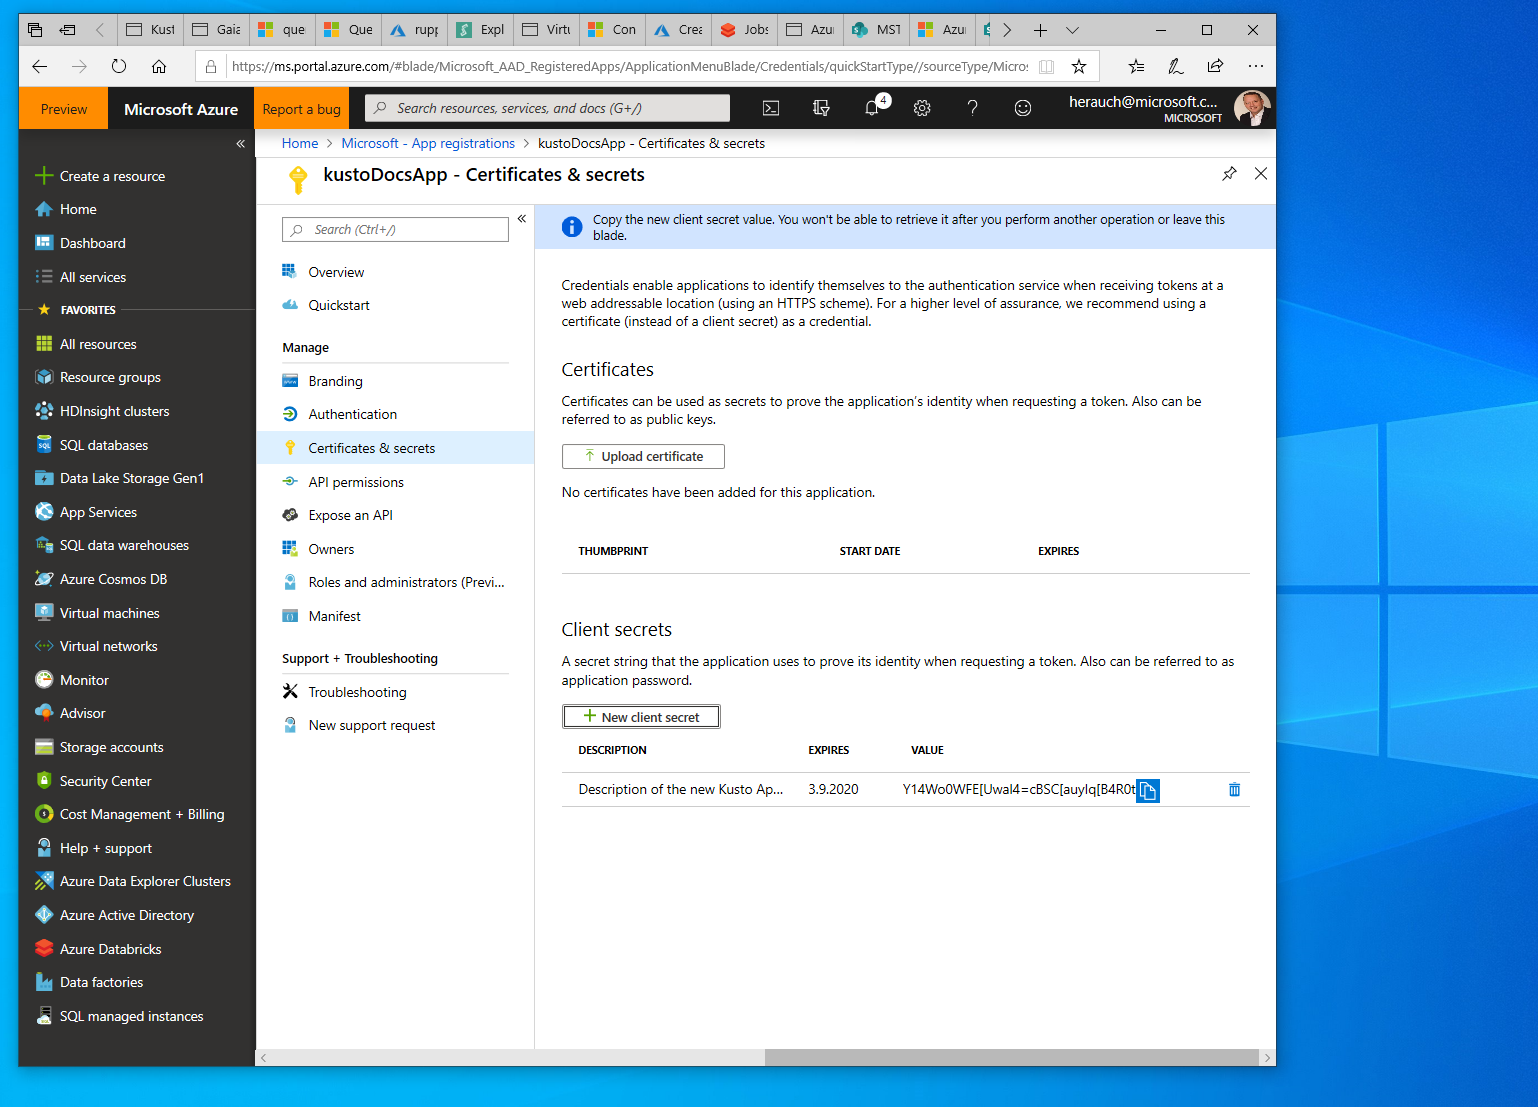 Kust
Gaia
que
Que
rupp
Expl
Virtu
Con
Crea
Jobs
Azur
MST
Azur
https://ms.portal.azure.com/#blade/Microsoft_AAD_RegisteredApps/ApplicationMenuBlade/Credentials/quickStartType//sourceType/Micros
Preview
Microsoft Azure
Report a bug
Search resources, services, and docs (G+/)
4
herauch@microsoft.c...
MICROSOFT
Home > Microsoft - App registrations > kustoDocsApp - Certificates & secrets
kustoDocsApp - Certificates & secrets
Create a resource
Home
Dashboard
All services
FAVORITES
All resources
Resource groups
HDInsight clusters
SQL databases
Data Lake Storage Gen1
App Services
SQL data warehouses
Azure Cosmos DB
Virtual machines
Virtual networks
Monitor
Advisor
Storage accounts
Security Center
Cost Management + Billing
Help + support
Azure Data Explorer Clusters
Azure Active Directory
Azure Databricks
Data factories
SQL managed instances
Search (Ctrl+/)
Overview
Quickstart
Manage
Branding
Authentication
Certificates & secrets
API permissions
Expose an API
Owners
Roles and administrators (Previ...
Manifest
Support + Troubleshooting
Troubleshooting
New support request
Copy the new client secret value. You won't be able to retrieve it after you perform another operation or leave this
blade.
Credentials enable applications to identify themselves to the authentication service when receiving tokens at a
web addressable location (using an HTTPS scheme). For a higher level of assurance, we recommend using a
certificate (instead of a client secret) as a credential.
Certificates
Certificates can be used as secrets to prove the application's identity when requesting a token. Also can be
referred to as public keys.
Upload certificate
No certificates have been added for this application.
THUMBPRINT START DATE EXPIRES
Client secrets
A secret string that the application uses to prove its identity when requesting a token. Also can be referred to as
application password.
New client secret
DESCRIPTION EXPIRES VALUE
Description of the new Kusto Ap... 3.9.2020